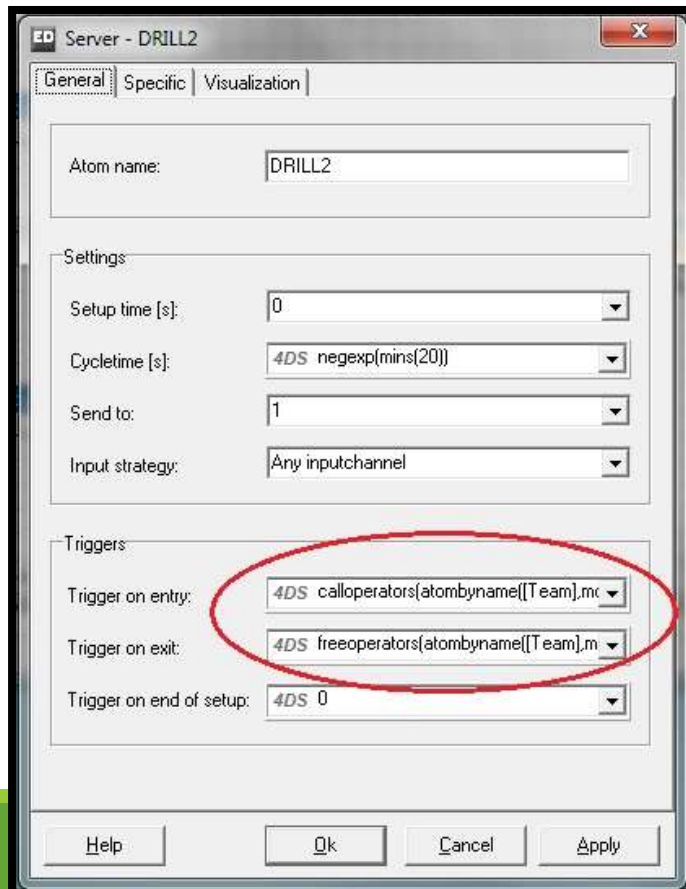 ED Server - DRILL2
General Specific Visualization
Atom name: DRILL2
Settings
Setup time [s]: 0
Cycletime [s]: 4DS negexp(mins(20))
Send to: 1
Input strategy: Any inputchannel
Triggers
Trigger on entry: 4DS calloperators(atombyname([Team],mo
Trigger on exit: 4DS freeoperators(atombyname([Team],m
Trigger on end of setup: 4DS 0
Help Ok Cancel Apply